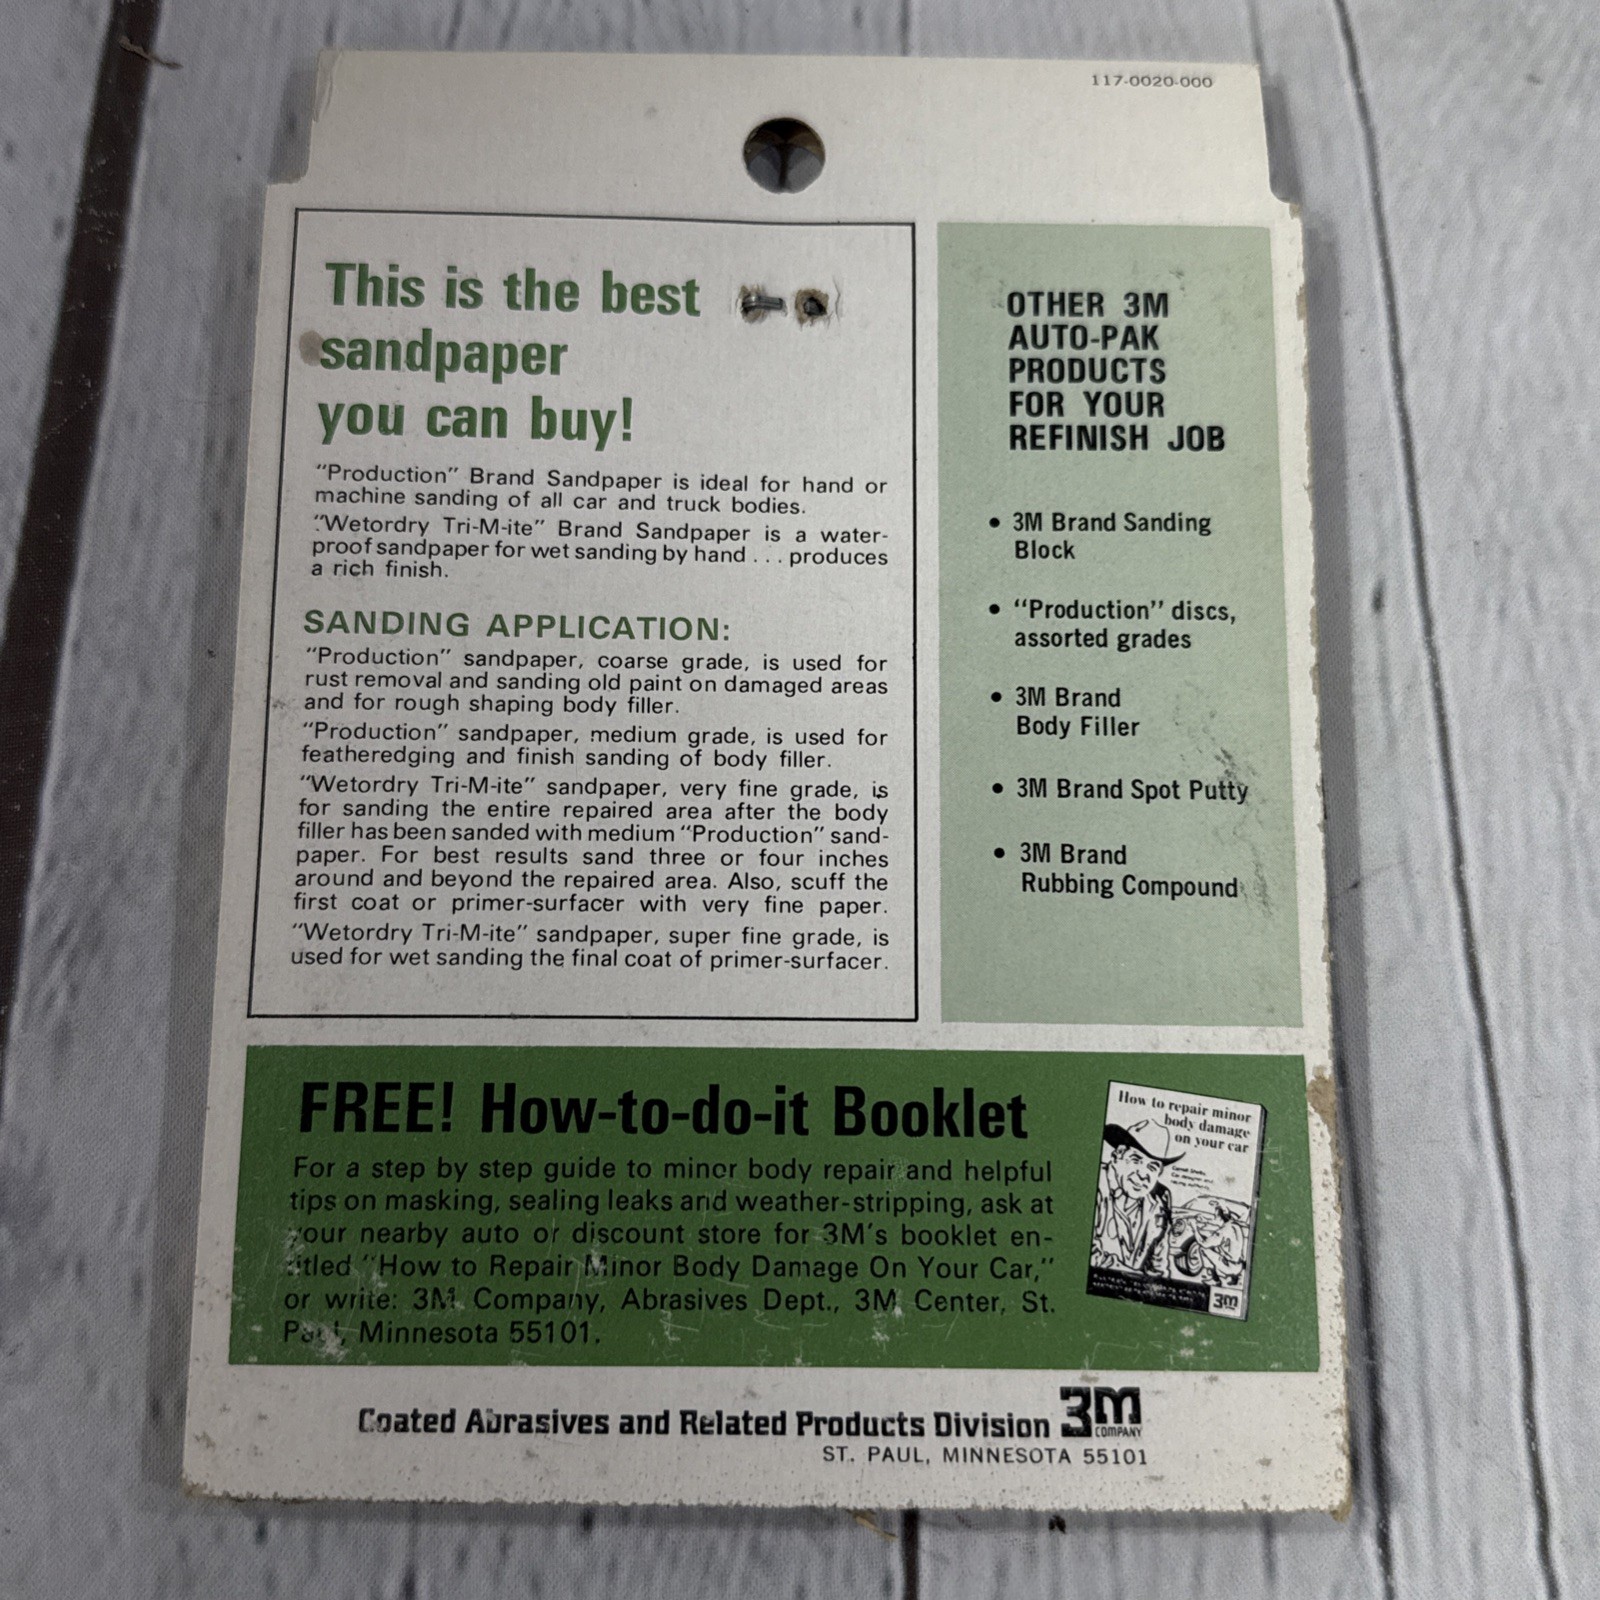 117-0020-000
This is the best
sandpaper
you can buy!
"Production" Brand Sandpaper is ideal for hand or
machine sanding of all car and truck bodies.
"Wetordry Tri-M-ite" Brand Sandpaper is a water-
proof sandpaper for wet sanding by hand . . . produces
a rich finish.
SANDING APPLICATION:
"Production" sandpaper, coarse grade, is used for
rust removal and sanding old paint on damaged areas
and for rough shaping body filler.
"Production" sandpaper, medium grade, is used for
featheredging and finish sanding of body filler.
"Wetordry Tri-M-ite" sandpaper, very fine grade, is
for sanding the entire repaired area after the body
filler has been sanded with medium "Production" sand-
paper. For best results sand three or four inches
around and beyond the repaired area. Also, scuff the
first coat or primer-surfacer with very fine paper.
"Wetordry Tri-M-ite" sandpaper, super fine grade, is
used for wet sanding the final coat of primer-surfacer.
OTHER 3M
AUTO-PAK
PRODUCTS
FOR YOUR
REFINISH JOB
• 3M Brand Sanding
Block
• "Production" discs,
assorted grades
• 3M Brand
Body Filler
• 3M Brand Spot Putty
• 3M Brand
Rubbing Compound
FREE! How-to-do-it Booklet
For a step by step guide to minor body repair and helpful
tips on masking, sealing leaks and weather-stripping, ask at
your nearby auto or discount store for 3M's booklet en-
titled "How to Repair Minor Body Damage On Your Car,"
or write: 3M Company, Abrasives Dept., 3M Center, St.
Paul, Minnesota 55101.
How to repair minor
body damage
on your car
3M
Coated Abrasives and Related Products Division 3M
COMPANY
ST. PAUL, MINNESOTA 55101